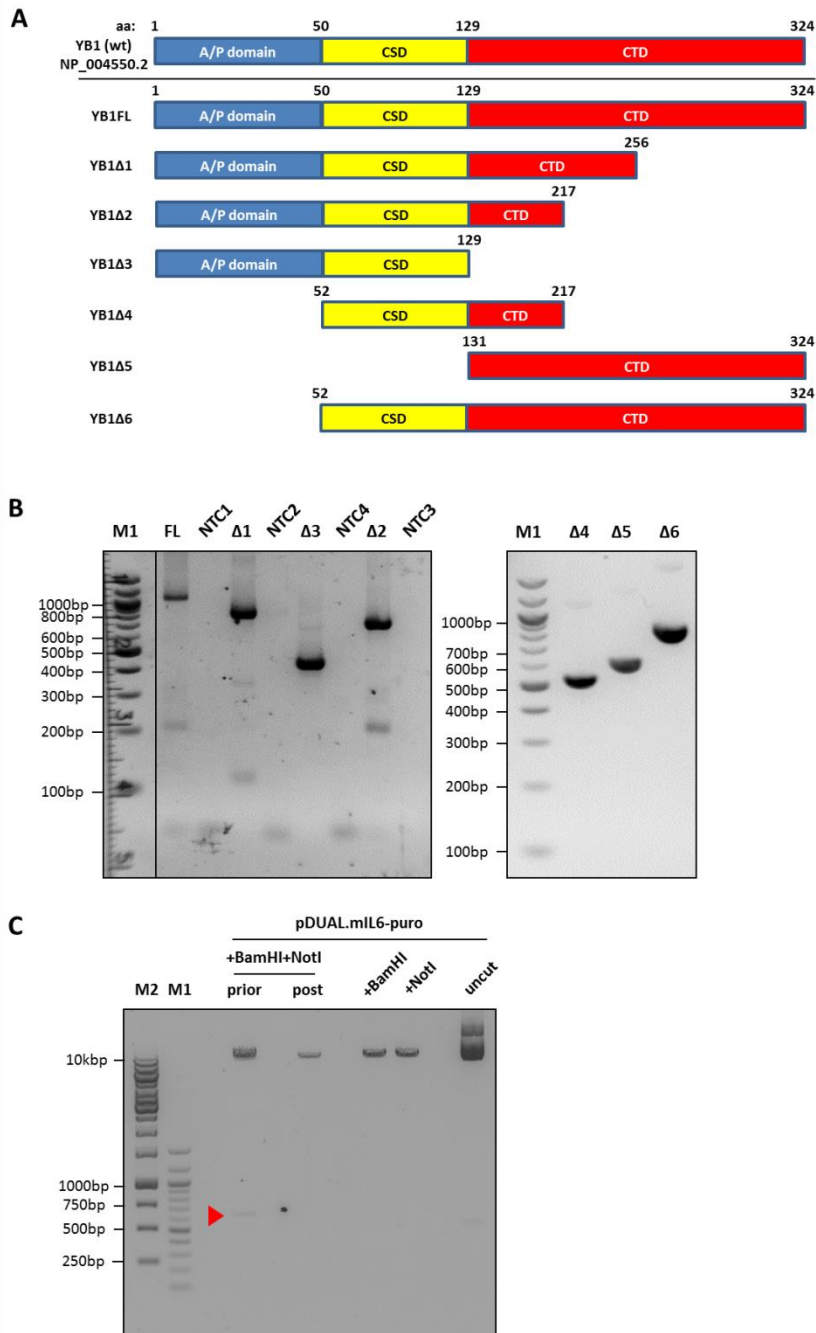 A
aa: 1 50 129 324
YB1 (wt)
NP_004550.2
A/P domain CSD CTD
1 50 129 324
YB1FL A/P domain CSD CTD
256
YB1Δ1 A/P domain CSD CTD
217
YB1Δ2 A/P domain CSD CTD
129
YB1Δ3 A/P domain CSD
52 217
YB1Δ4 CSD CTD
131 324
YB1Δ5 CTD
52 324
YB1Δ6 CSD CTD
B
M1 FL NTC1 Δ1 NTC2 Δ3 NTC4 Δ2 NTC3
1000bp
800bp
600bp
500bp
400bp
300bp
200bp
100bp
M1 Δ4 Δ5 Δ6
1000bp
700bp
600bp
500bp
400bp
300bp
200bp
100bp
C
pDUAL.mIL6-puro
+BamHI+NotI
M2 M1 prior post +BamHI +NotI uncut
10kbp
1000bp
750bp
500bp
250bp